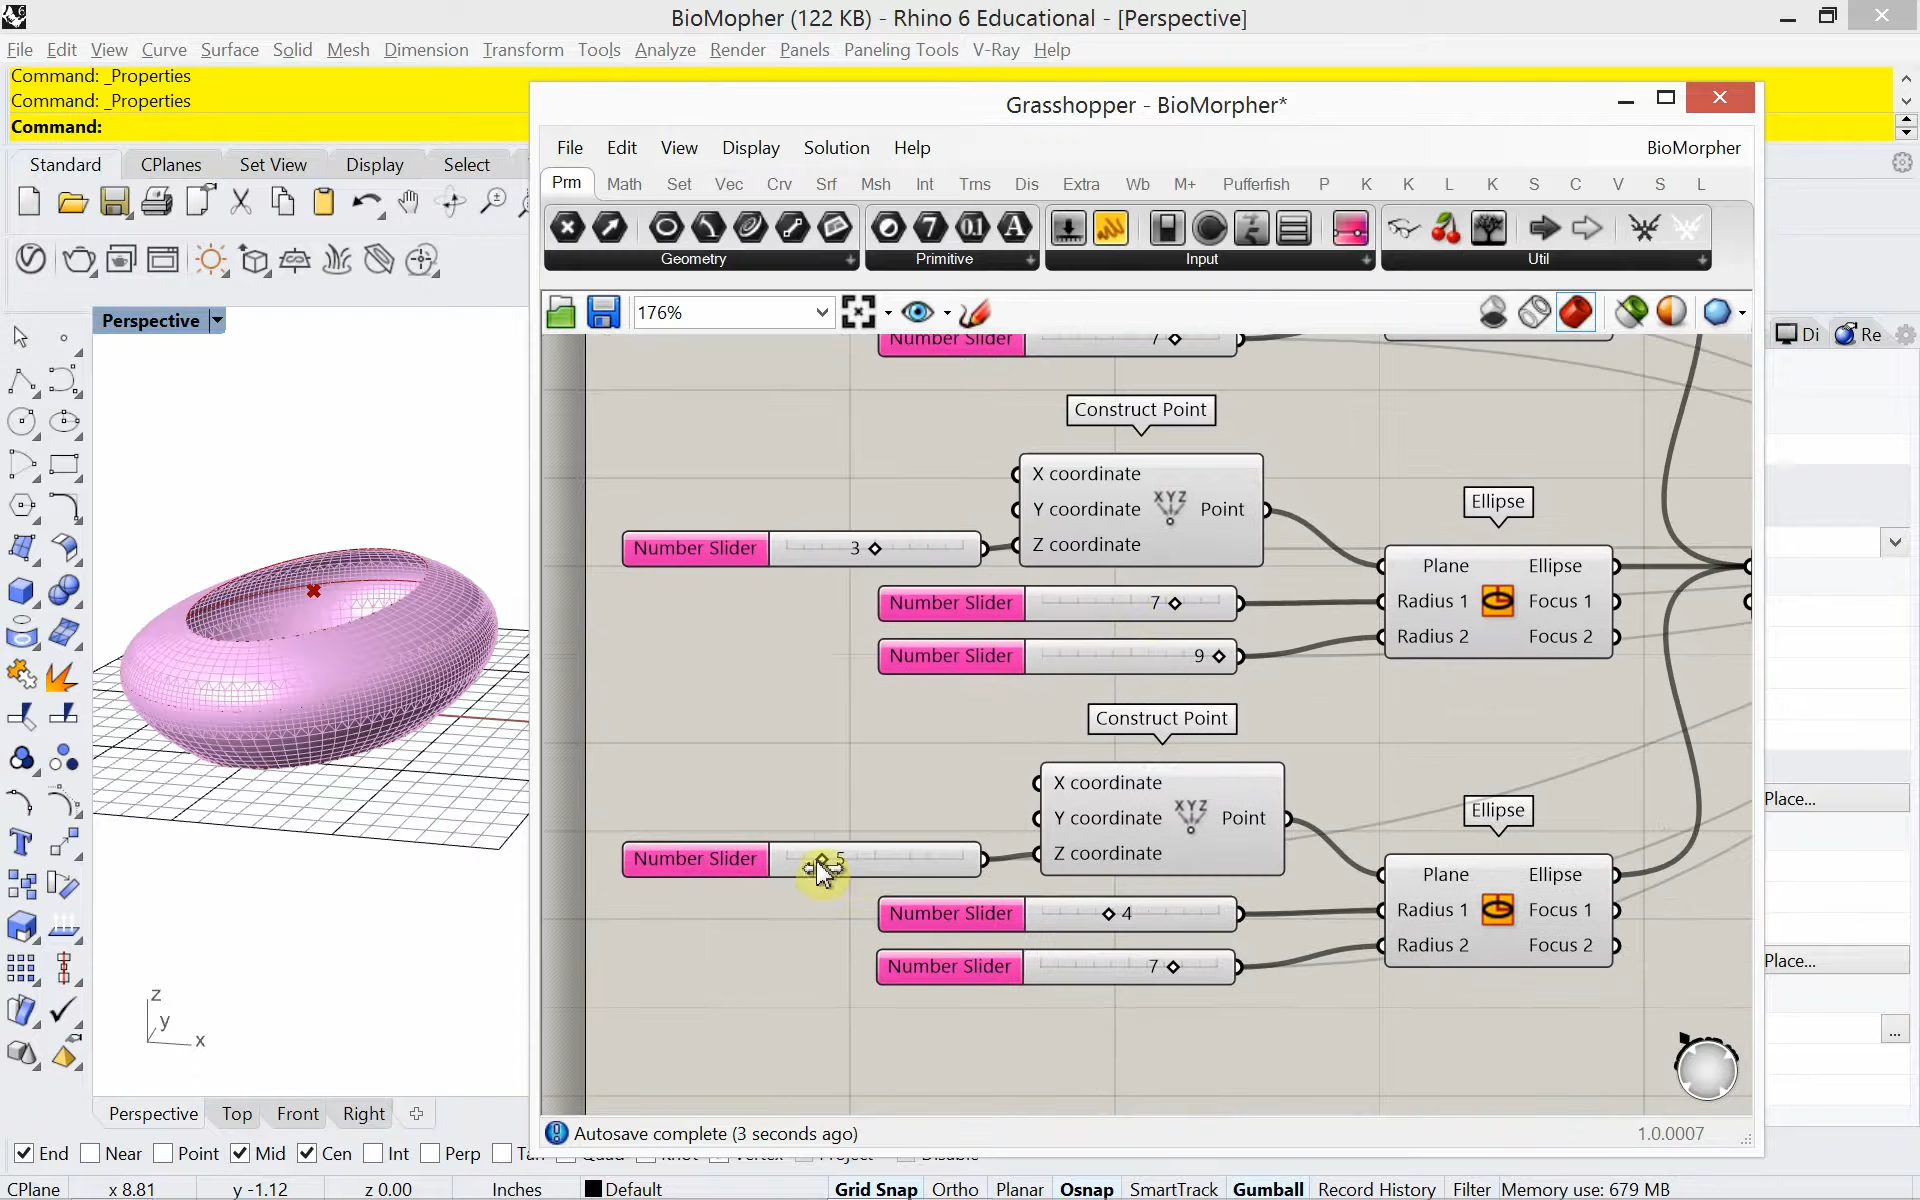 BioMopher (122 KB) - Rhino 6 Educational - [Perspective]
File Edit View Curve Surface Solid Mesh Dimension Transform Tools Analyze Render Panels Paneling Tools V-Ray Help
Command: _Properties
Command: _Properties
Command:
Standard CPlanes Set View Display Select
Perspective
Grasshopper - BioMorpher*
File Edit View Display Solution Help BioMorpher
Prm Math Set Vec Crv Srf Msh Int Trns Dis Extra Wb M+ Pufferfish P K K L K S C V S L
Geometry Primitive Input Util
176%
Di Re
Number Slider 7
Construct Point
X coordinate
Y coordinate
Z coordinate
XYZ
Point
Number Slider 3
Number Slider 7
Number Slider 9
Ellipse
Plane Ellipse
Radius 1 Focus 1
Radius 2 Focus 2
Construct Point
X coordinate
Y coordinate
Z coordinate
XYZ
Point
Number Slider 5
Number Slider 4
Number Slider 7
Ellipse
Plane Ellipse
Radius 1 Focus 1
Radius 2 Focus 2
Place...
Place...
...
z
y
x
Perspective Top Front Right
Autosave complete (3 seconds ago) 1.0.0007
End Near Point Mid Cen Int Perp
CPlane x 8.81 y -1.12 z 0.00 Inches Default Grid Snap Ortho Planar Osnap SmartTrack Gumball Record History Filter Memory use: 679 MB